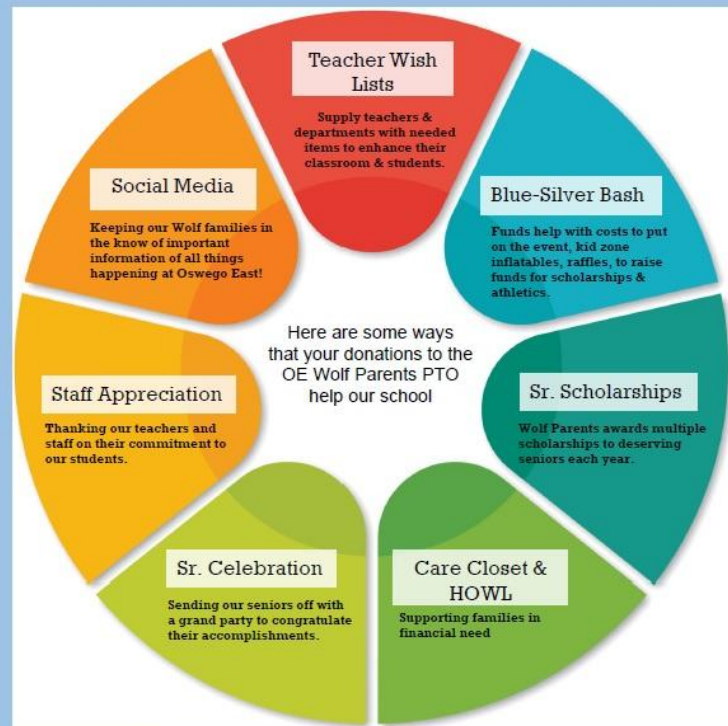 Teacher Wish
Lists
Supply teachers &
departments with needed
items to enhance their
classroom & students.
Blue-Silver Bash
Funds help with costs to put
on the event, kid zone
inflatables, raffles, to raise
funds for scholarships &
athletics.
Sr. Scholarships
Wolf Parents awards multiple
scholarships to deserving
seniors each year.
Care Closet &
HOWL
Supporting families in
financial need
Sr. Celebration
Sending our seniors off with
a grand party to congratulate
their accomplishments.
Staff Appreciation
Thanking our teachers and
staff on their commitment to
our students.
Social Media
Keeping our Wolf families in
the know of important
information of all things
happening at Oswego East!
Here are some ways
that your donations to the
OE Wolf Parents PTO
help our school